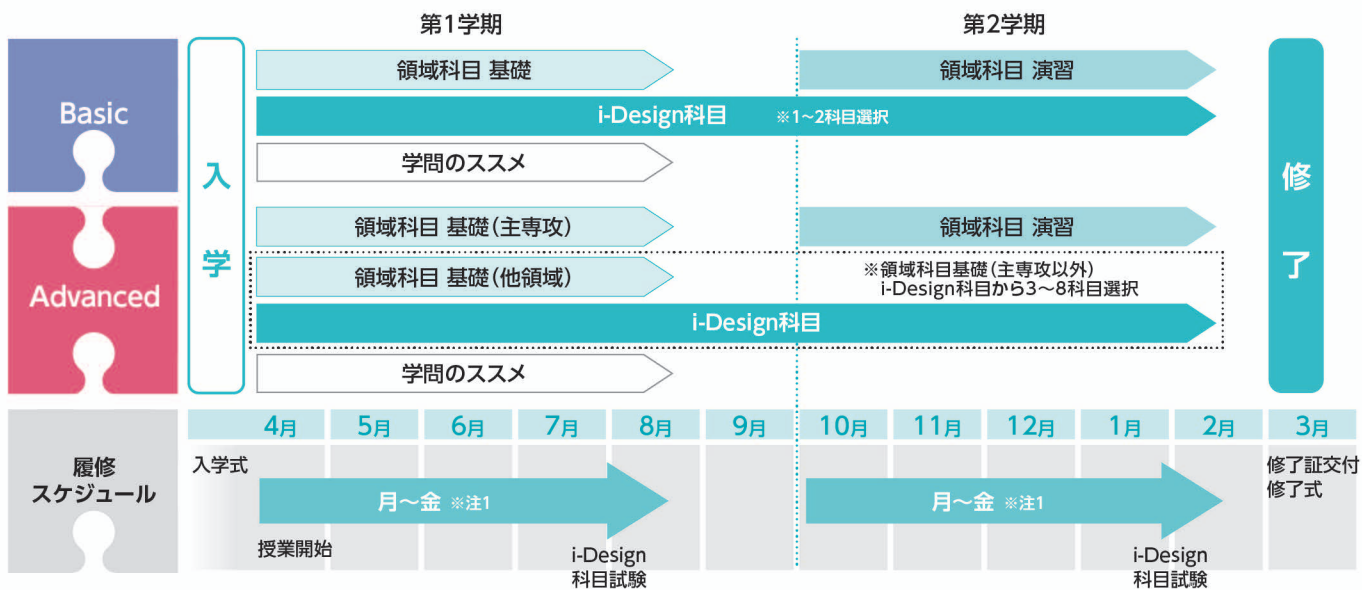 第1学期
第2学期
Basic
入学
領域科目 基礎
領域科目 演習
i-Design科目 ※1~2科目選択
学問のススメ
修了
Advanced
領域科目 基礎(主専攻)
領域科目 演習
領域科目 基礎(他領域)
※領域科目基礎(主専攻以外)
i-Design科目から3~8科目選択
i-Design科目
学問のススメ
4月 5月 6月 7月 8月 9月 10月 11月 12月 1月 2月 3月
履修
スケジュール
入学式
月~金 ※注1
月~金 ※注1
修了証交付
修了式
授業開始
i-Design
科目試験
i-Design
科目試験